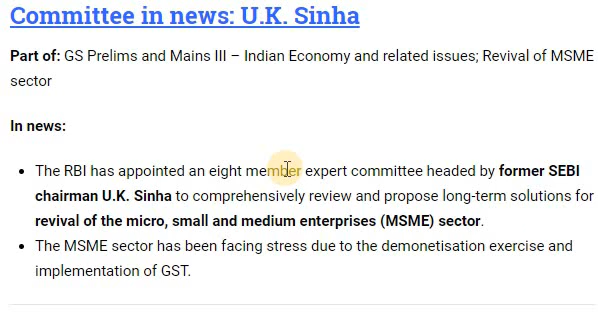 Committee in news: U.K. Sinha
Part of: GS Prelims and Mains III – Indian Economy and related issues; Revival of MSME
sector
In news:
• The RBI has appointed an eight member expert committee headed by former SEBI
chairman U.K. Sinha to comprehensively review and propose long-term solutions for
revival of the micro, small and medium enterprises (MSME) sector.
• The MSME sector has been facing stress due to the demonetisation exercise and
implementation of GST.